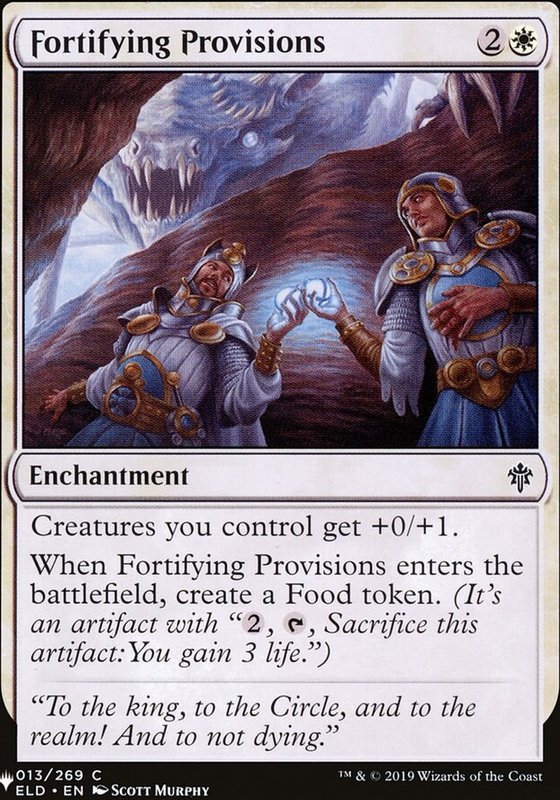 Fortifying Provisions 2
Enchantment
Creatures you control get +0/+1.
When Fortifying Provisions enters the
battlefield, create a Food token. (It's
an artifact with “2, , Sacrifice this
artifact: You gain 3 life.”)
“To the king, to the Circle, and to the
realm! And to not dying.”
013/269 C
ELD • EN Scott Murphy
™ & © 2019 Wizards of the Coast